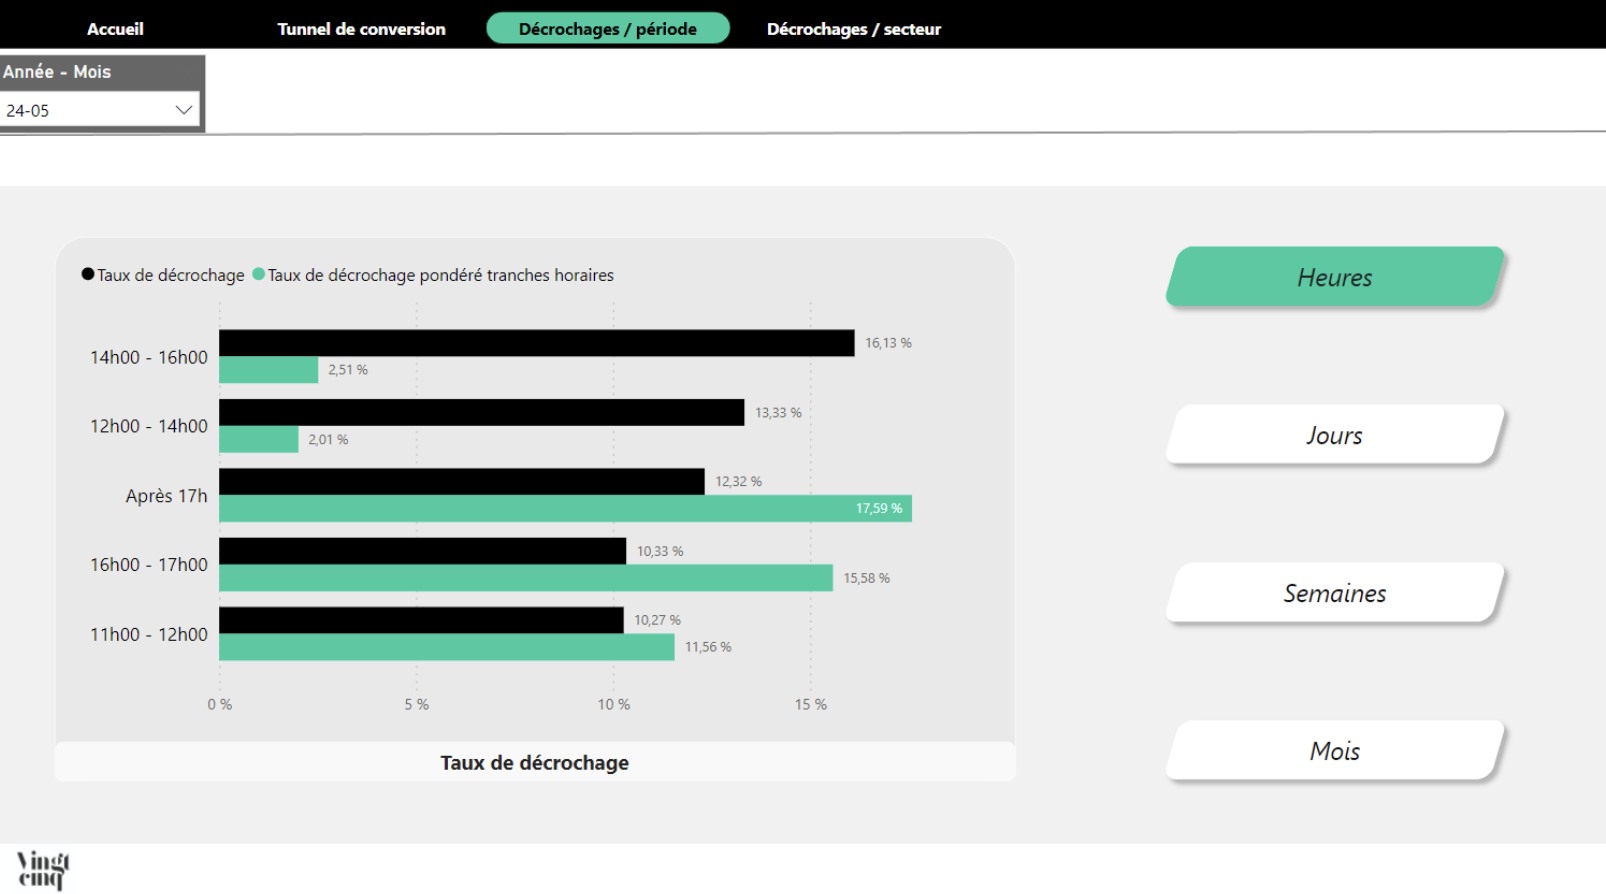 Accueil
Tunnel de conversion
Décrochages / période
Décrochages / secteur
Année - Mois
24-05
Taux de décrochage
Taux de décrochage pondéré tranches horaires
14h00 - 16h00
16,13 %
2,51 %
12h00 - 14h00
13,33 %
2,01 %
Après 17h
12,32 %
17,59 %
16h00 - 17h00
10,33 %
15,58 %
11h00 - 12h00
10,27 %
11,56 %
0 %
5 %
10 %
15 %
Taux de décrochage
Heures
Jours
Semaines
Mois
Vingt
cinq